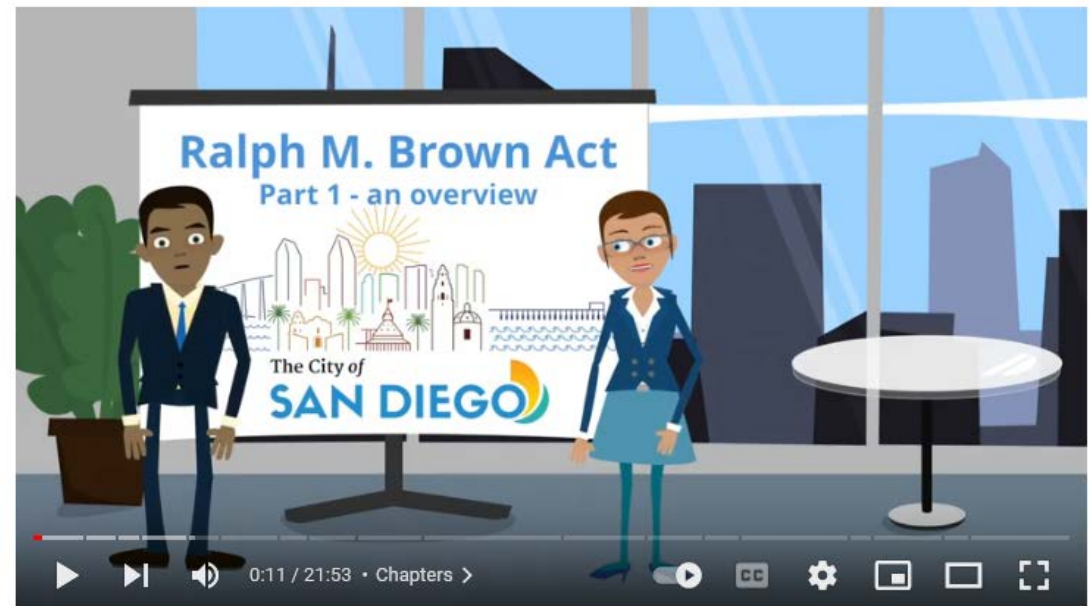 Ralph M. Brown Act
Part 1 - an overview
The City of
SAN DIEGO
0:11 / 21:53 • Chapters >
CC